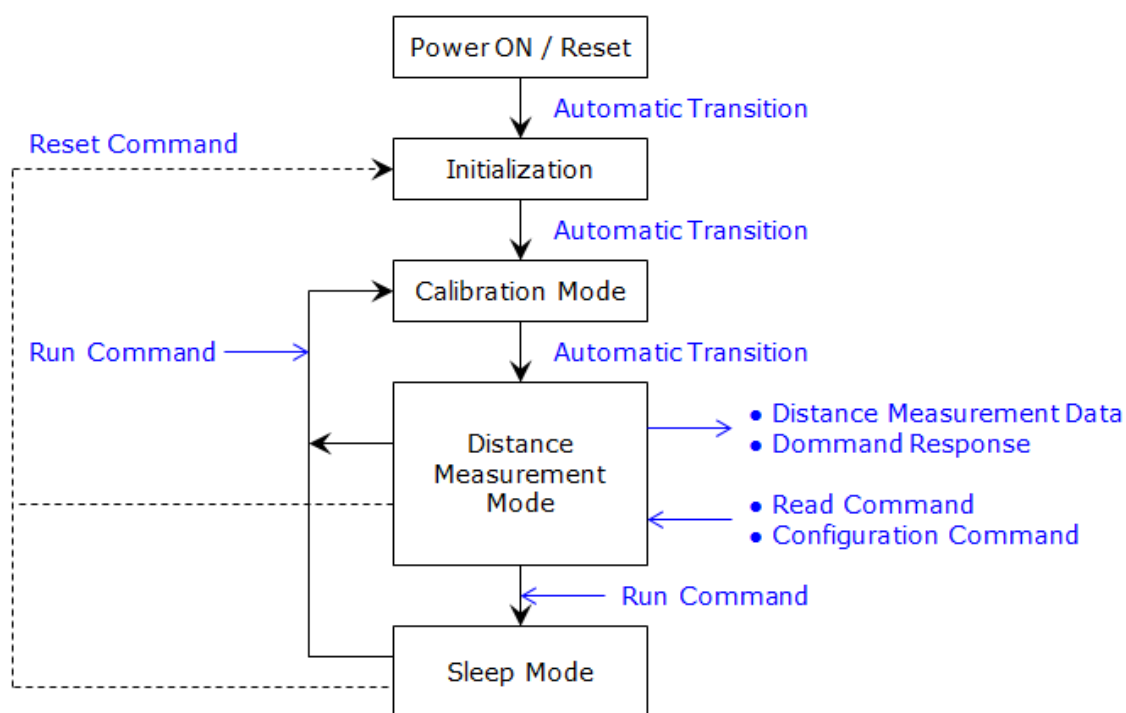 Power ON / Reset
Automatic Transition
Reset Command
Initialization
Automatic Transition
Calibration Mode
Run Command
Automatic Transition
Distance
Measurement
Mode
● Distance Measurement Data
● Dommand Response
● Read Command
● Configuration Command
Run Command
Sleep Mode